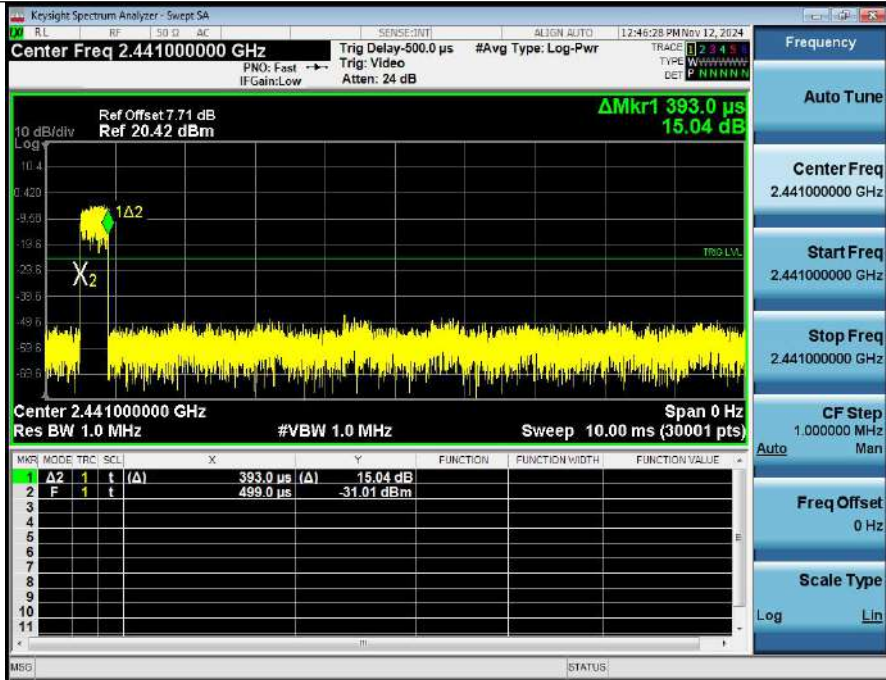 Keysight Spectrum Analyzer - Swept SA
RL RF 50 Ω AC SENSE:INT ALIGN AUTO 12:46:28 PM Nov 12, 2024
Center Freq 2.441000000 GHz
PNO: Fast
IFGain:Low
Trig Delay-500.0 µs
Trig: Video
Atten: 24 dB
#Avg Type: Log-Pwr
TRACE 1 2 3 4 5 6
TYPE WWWWWW
DET P N N N N N
Ref Offset 7.71 dB
10 dB/div Ref 20.42 dBm
Log
ΔMkr1 393.0 µs
15.04 dB
10.4
0.420
-9.58
-19.6
-29.6
-39.6
-49.6
-59.6
-69.6
1Δ2
X2
TRIG LVL
Center 2.441000000 GHz Span 0 Hz
Res BW 1.0 MHz #VBW 1.0 MHz Sweep 10.00 ms (30001 pts)
MKR MODE TRC SCL X Y FUNCTION FUNCTION WIDTH FUNCTION VALUE
1 Δ2 1 t (Δ) 393.0 µs (Δ) 15.04 dB
2 F 1 t 499.0 µs -31.01 dBm
3
4
5
6
7
8
9
10
11
MSG STATUS
Frequency
Auto Tune
Center Freq
2.441000000 GHz
Start Freq
2.441000000 GHz
Stop Freq
2.441000000 GHz
CF Step
1.000000 MHz
Auto Man
Freq Offset
0 Hz
Scale Type
Log Lin